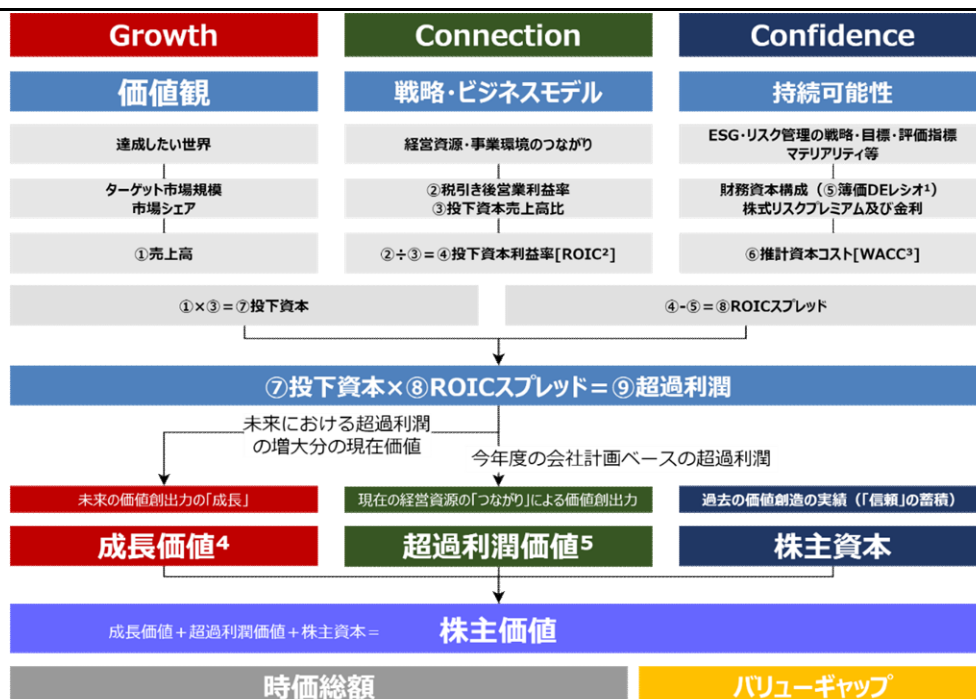 Growth
Connection
Confidence
価値観
戦略・ビジネスモデル
持続可能性
達成したい世界
経営資源・事業環境のつながり
ESG・リスク管理の戦略・目標・評価指標
マテリアリティ等
ターゲット市場規模
市場シェア
②税引き後営業利益率
③投下資本売上高比
財務資本構成（⑤簿価DEレシオ¹）
株式リスクプレミアム及び金利
①売上高
②÷③＝④投下資本利益率[ROIC²]
⑥推計資本コスト[WACC³]
①×③＝⑦投下資本
④-⑤＝⑧ROICスプレッド
⑦投下資本×⑧ROICスプレッド＝⑨超過利潤
未来における超過利潤
の増大分の現在価値
今年度の会社計画ベースの超過利潤
未来の価値創出力の「成長」
現在の経営資源の「つながり」による価値創出力
過去の価値創造の実績（「信頼」の蓄積）
成長価値⁴
超過利潤価値⁵
株主資本
成長価値＋超過利潤価値＋株主資本＝
株主価値
時価総額
バリューギャップ